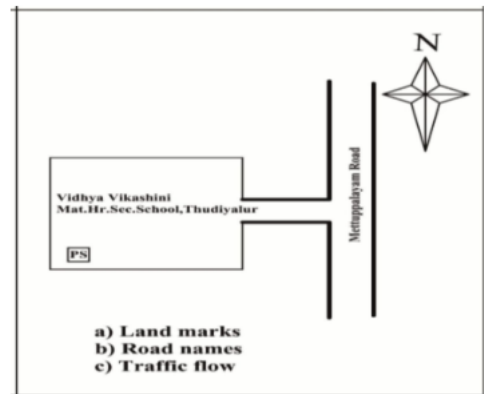 N
Mettuppalayam Road
Vidhya Vikashini
Mat.Hr.Sec.School,Thudiyalur
PS
a) Land marks
b) Road names
c) Traffic flow